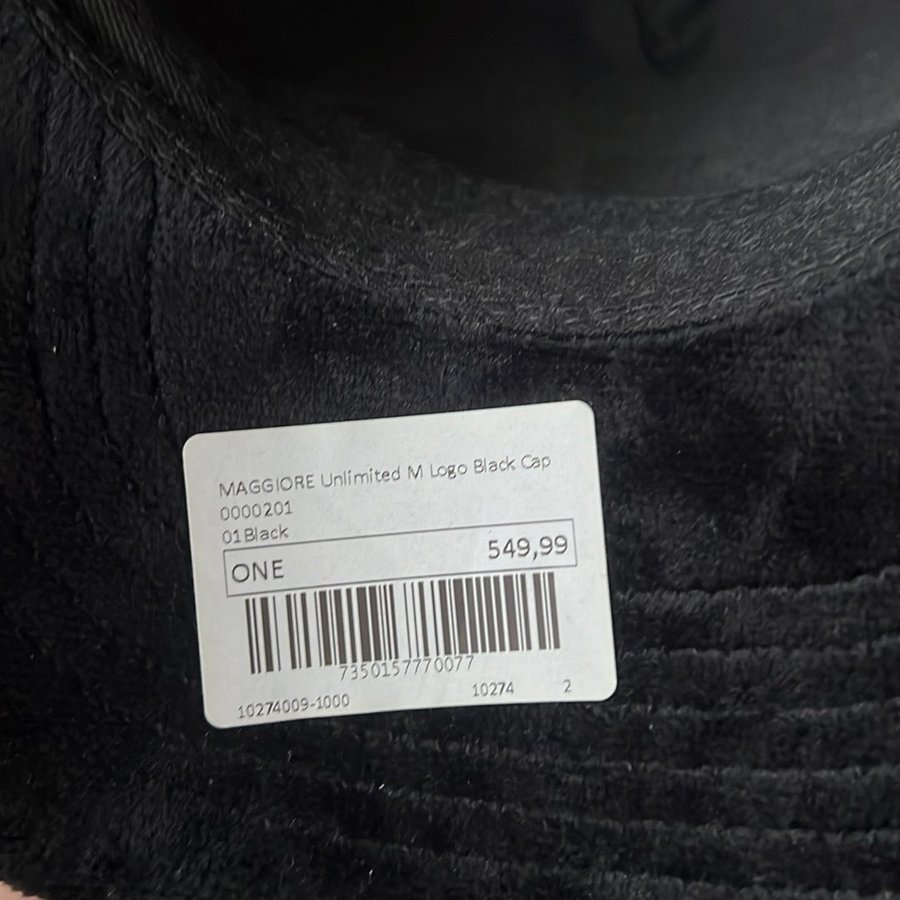 MAGGIORE Unlimited M Logo Black Cap
0000201
01Black
ONE 549,99
7350157770077
10274009-1000 10274 2